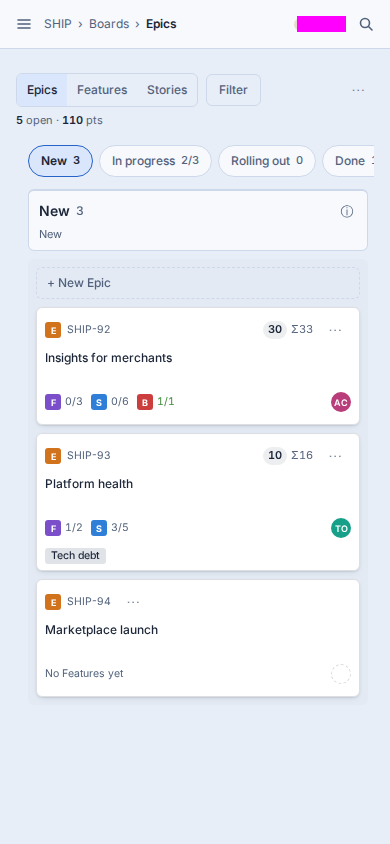 SHIP › Boards › Epics
Epics Features Stories Filter ...
5 open · 110 pts
New 3 In progress 2/3 Rolling out 0 Done
New 3
New
+ New Epic
E SHIP-92 30 Σ33 ...
Insights for merchants
F 0/3 S 0/6 B 1/1 AC
E SHIP-93 10 Σ16 ...
Platform health
F 1/2 S 3/5 TO
Tech debt
E SHIP-94 ...
Marketplace launch
No Features yet